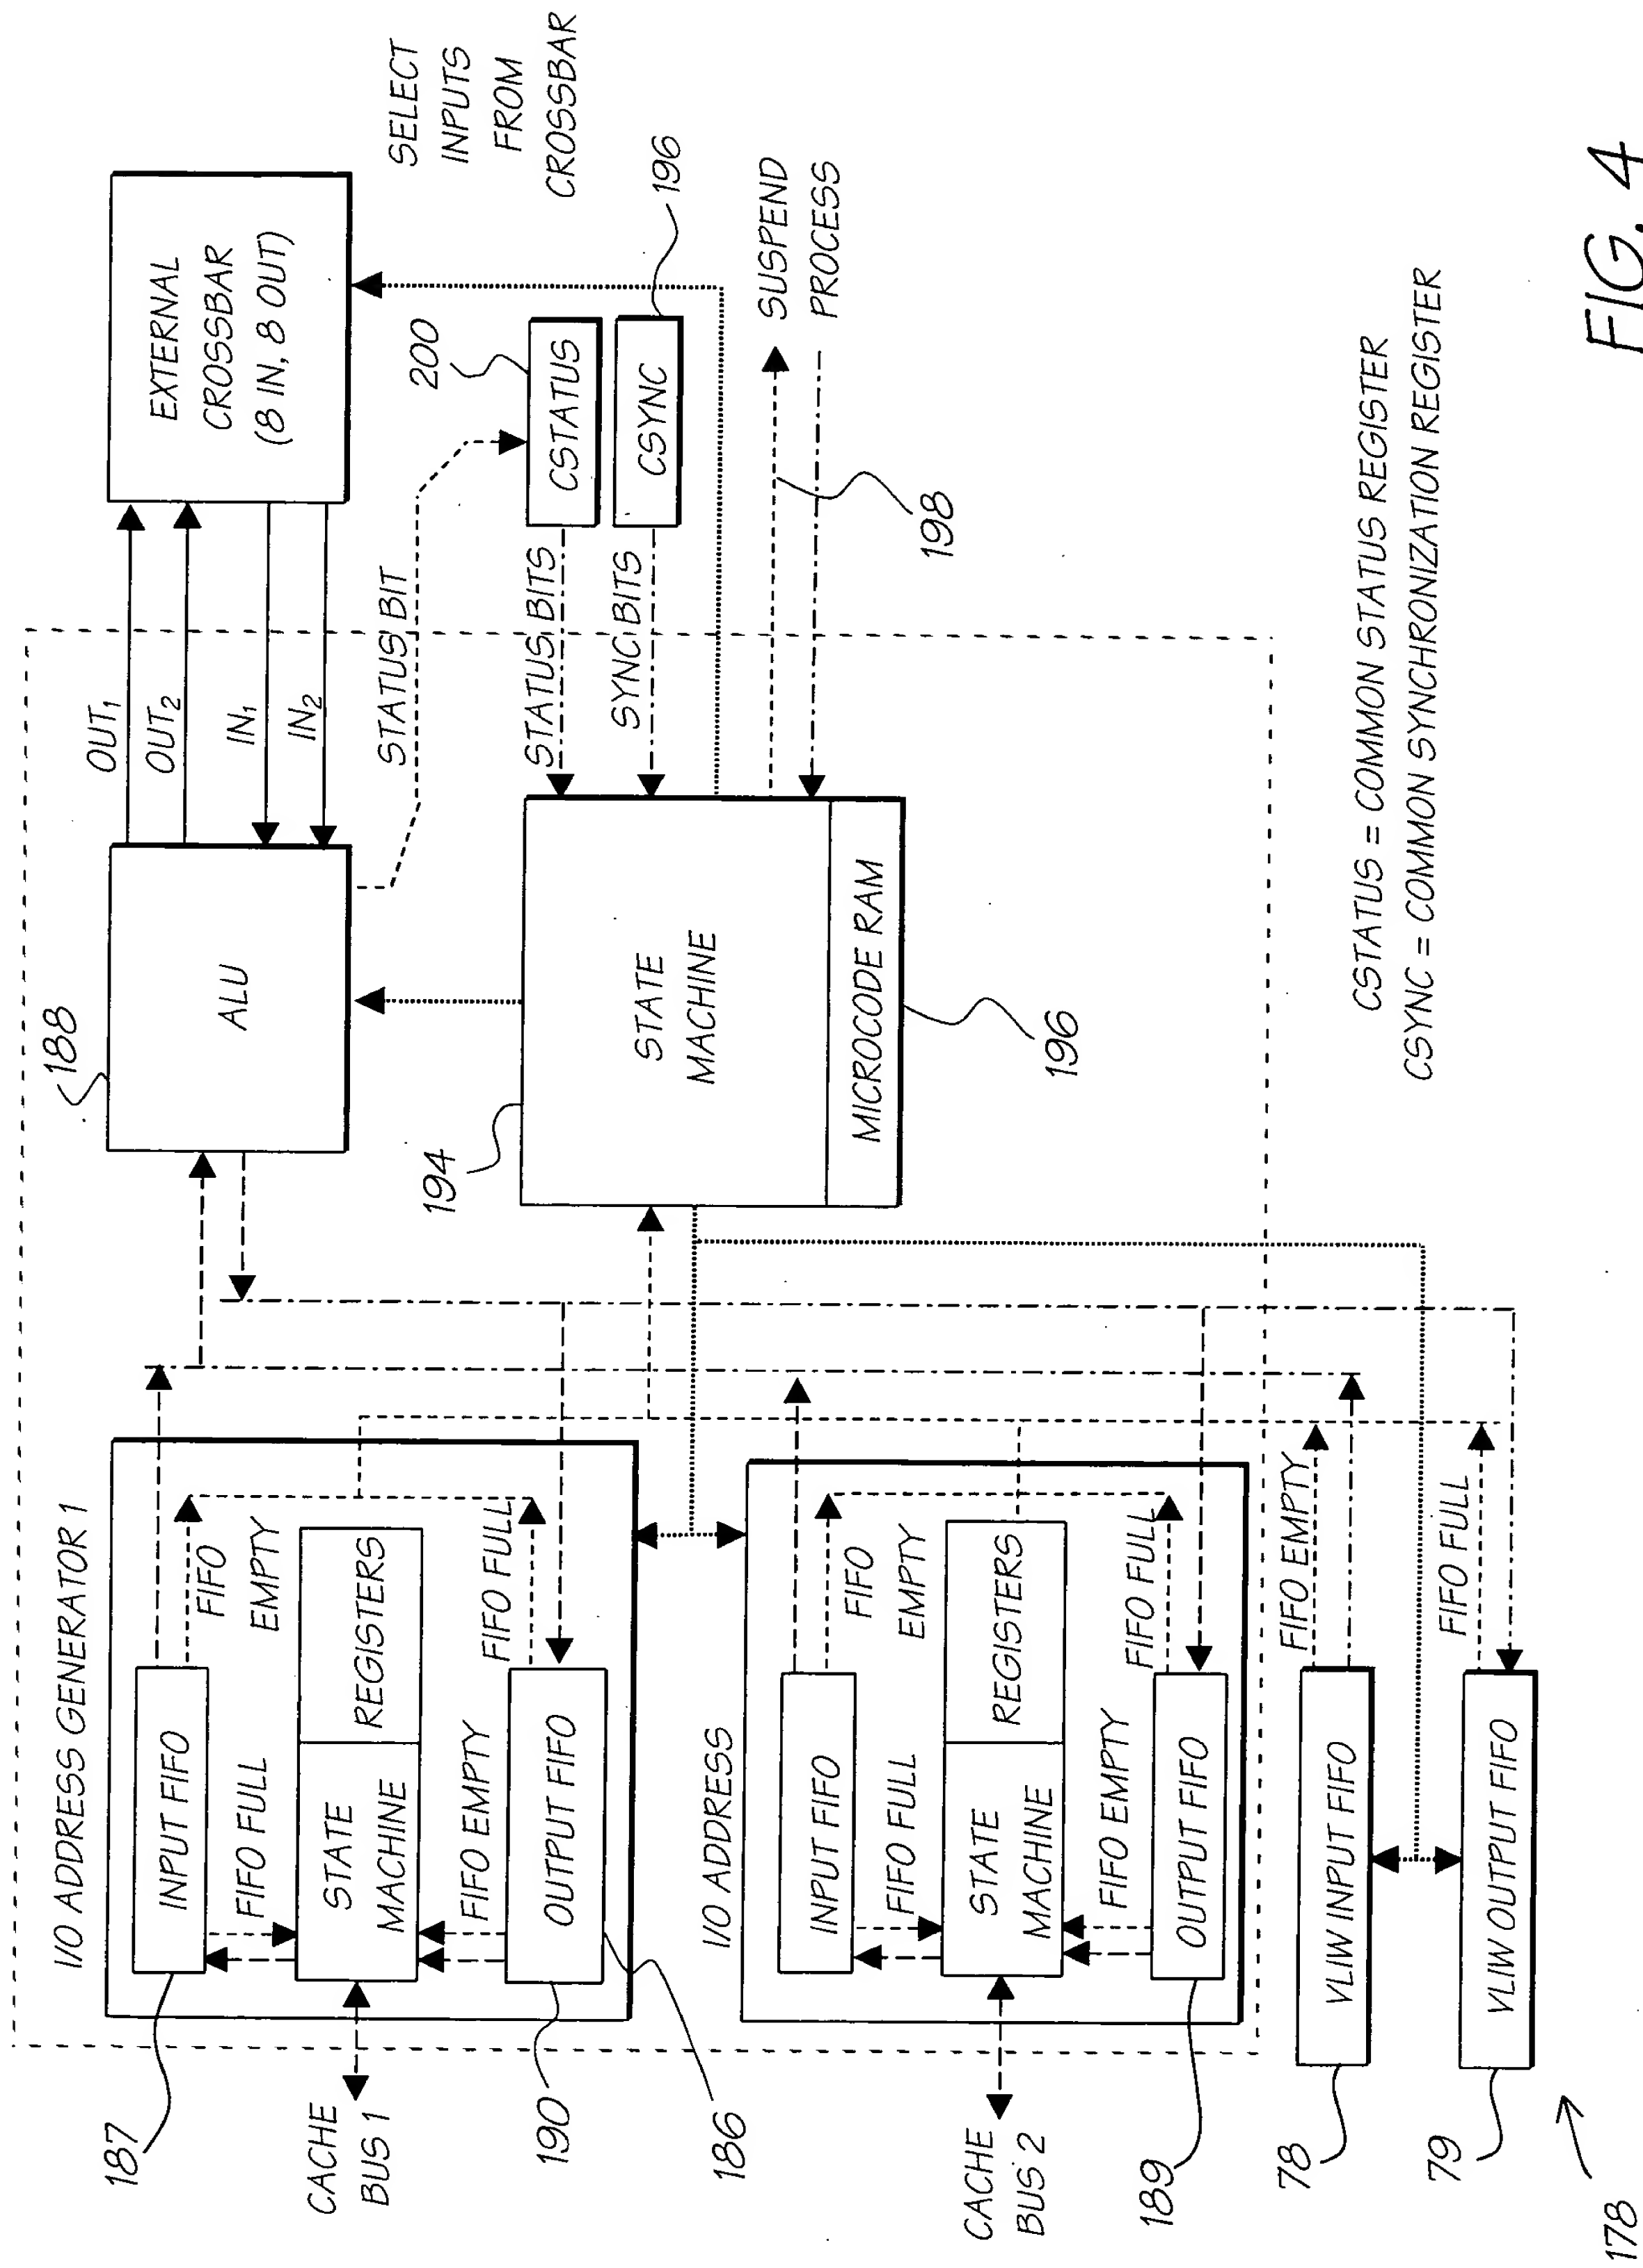 I/O ADDRESS GENERATOR 1
187
INPUT FIFO
FIFO
EMPTY
FIFO FULL
STATE
MACHINE
REGISTERS
CACHE
BUS 1
FIFO EMPTY
FIFO FULL
OUTPUT FIFO
190
186
I/O ADDRESS
INPUT FIFO
FIFO
EMPTY
FIFO FULL
STATE
MACHINE
REGISTERS
CACHE
BUS 2
FIFO EMPTY
FIFO FULL
OUTPUT FIFO
189
78
VLIW INPUT FIFO
FIFO EMPTY
79
VLIW OUTPUT FIFO
FIFO FULL
178
188
ALU
OUT1
OUT2
IN1
IN2
EXTERNAL
CROSSBAR
(8 IN, 8 OUT)
SELECT
INPUTS
FROM
CROSSBAR
STATUS BIT
200
CSTATUS
STATUS BITS
CSYNC
196
SYNC BITS
194
STATE
MACHINE
MICROCODE RAM
196
SUSPEND
PROCESS
198
CSTATUS = COMMON STATUS REGISTER
CSYNC = COMMON SYNCHRONIZATION REGISTER
FIG. 4